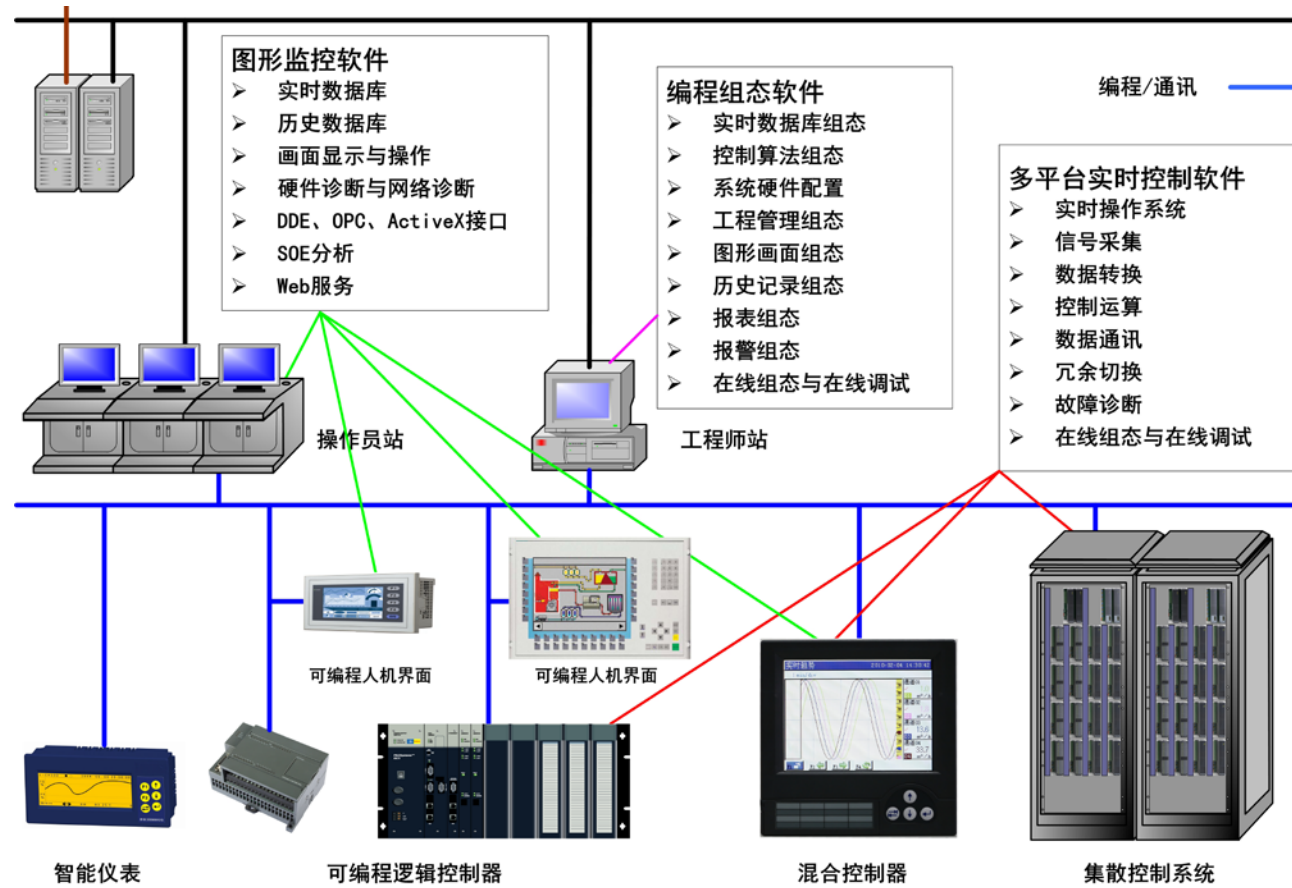 图形监控软件
➢ 实时数据库
➢ 历史数据库
➢ 画面显示与操作
➢ 硬件诊断与网络诊断
➢ DDE、OPC、ActiveX接口
➢ SOE分析
➢ Web服务
编程组态软件
➢ 实时数据库组态
➢ 控制算法组态
➢ 系统硬件配置
➢ 工程管理组态
➢ 图形画面组态
➢ 历史记录组态
➢ 报表组态
➢ 报警组态
➢ 在线组态与在线调试
编程/通讯
多平台实时控制软件
➢ 实时操作系统
➢ 信号采集
➢ 数据转换
➢ 控制运算
➢ 数据通讯
➢ 冗余切换
➢ 故障诊断
➢ 在线组态与在线调试
操作员站
工程师站
可编程人机界面
可编程人机界面
实时趋势
智能仪表
可编程逻辑控制器
混合控制器
集散控制系统